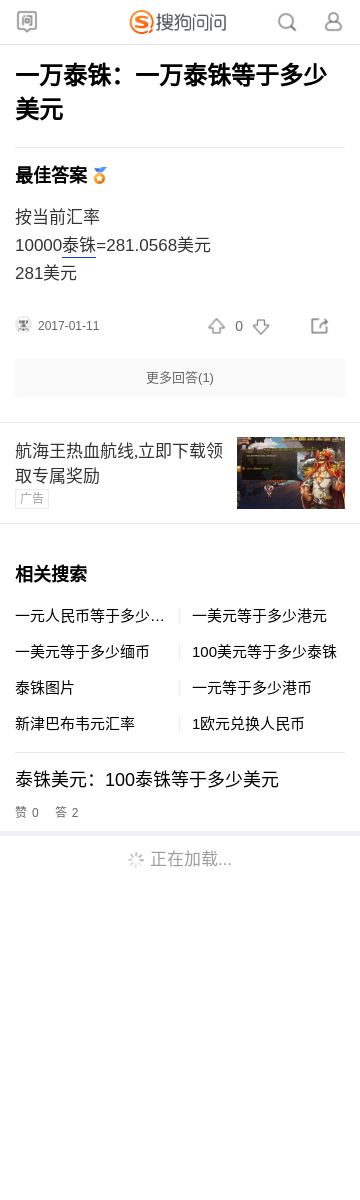 问
搜狗问问
一万泰铢：一万泰铢等于多少
美元
最佳答案
按当前汇率
10000泰铢=281.0568美元
281美元
2017-01-11
0
更多回答(1)
航海王热血航线,立即下载领
取专属奖励
广告
相关搜索
一元人民币等于多少…
一美元等于多少港元
一美元等于多少缅币
100美元等于多少泰铢
泰铢图片
一元等于多少港币
新津巴布韦元汇率
1欧元兑换人民币
泰铢美元：100泰铢等于多少美元
赞 0 答 2
正在加载...